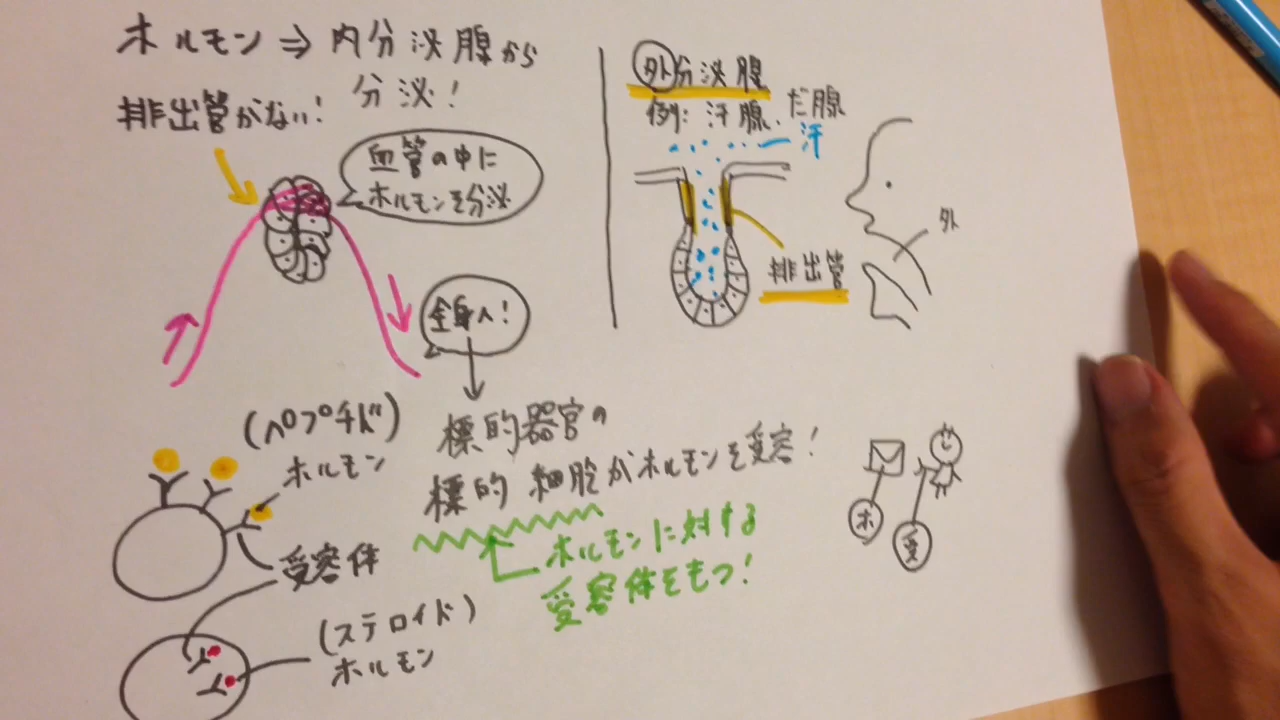 ホルモン⇒内分泌腺から
分泌!
排出管がない!
血管の中に
ホルモンを分泌
全身へ!
標的器官の
標的 細胞がホルモンを受容!
ホルモンに対する
受容体をもつ!
(ペプチド)
ホルモン
受容体
(ステロイド)
ホルモン
外分泌腺
例:汗腺、だ腺
汗
排出管
外
ホ
受